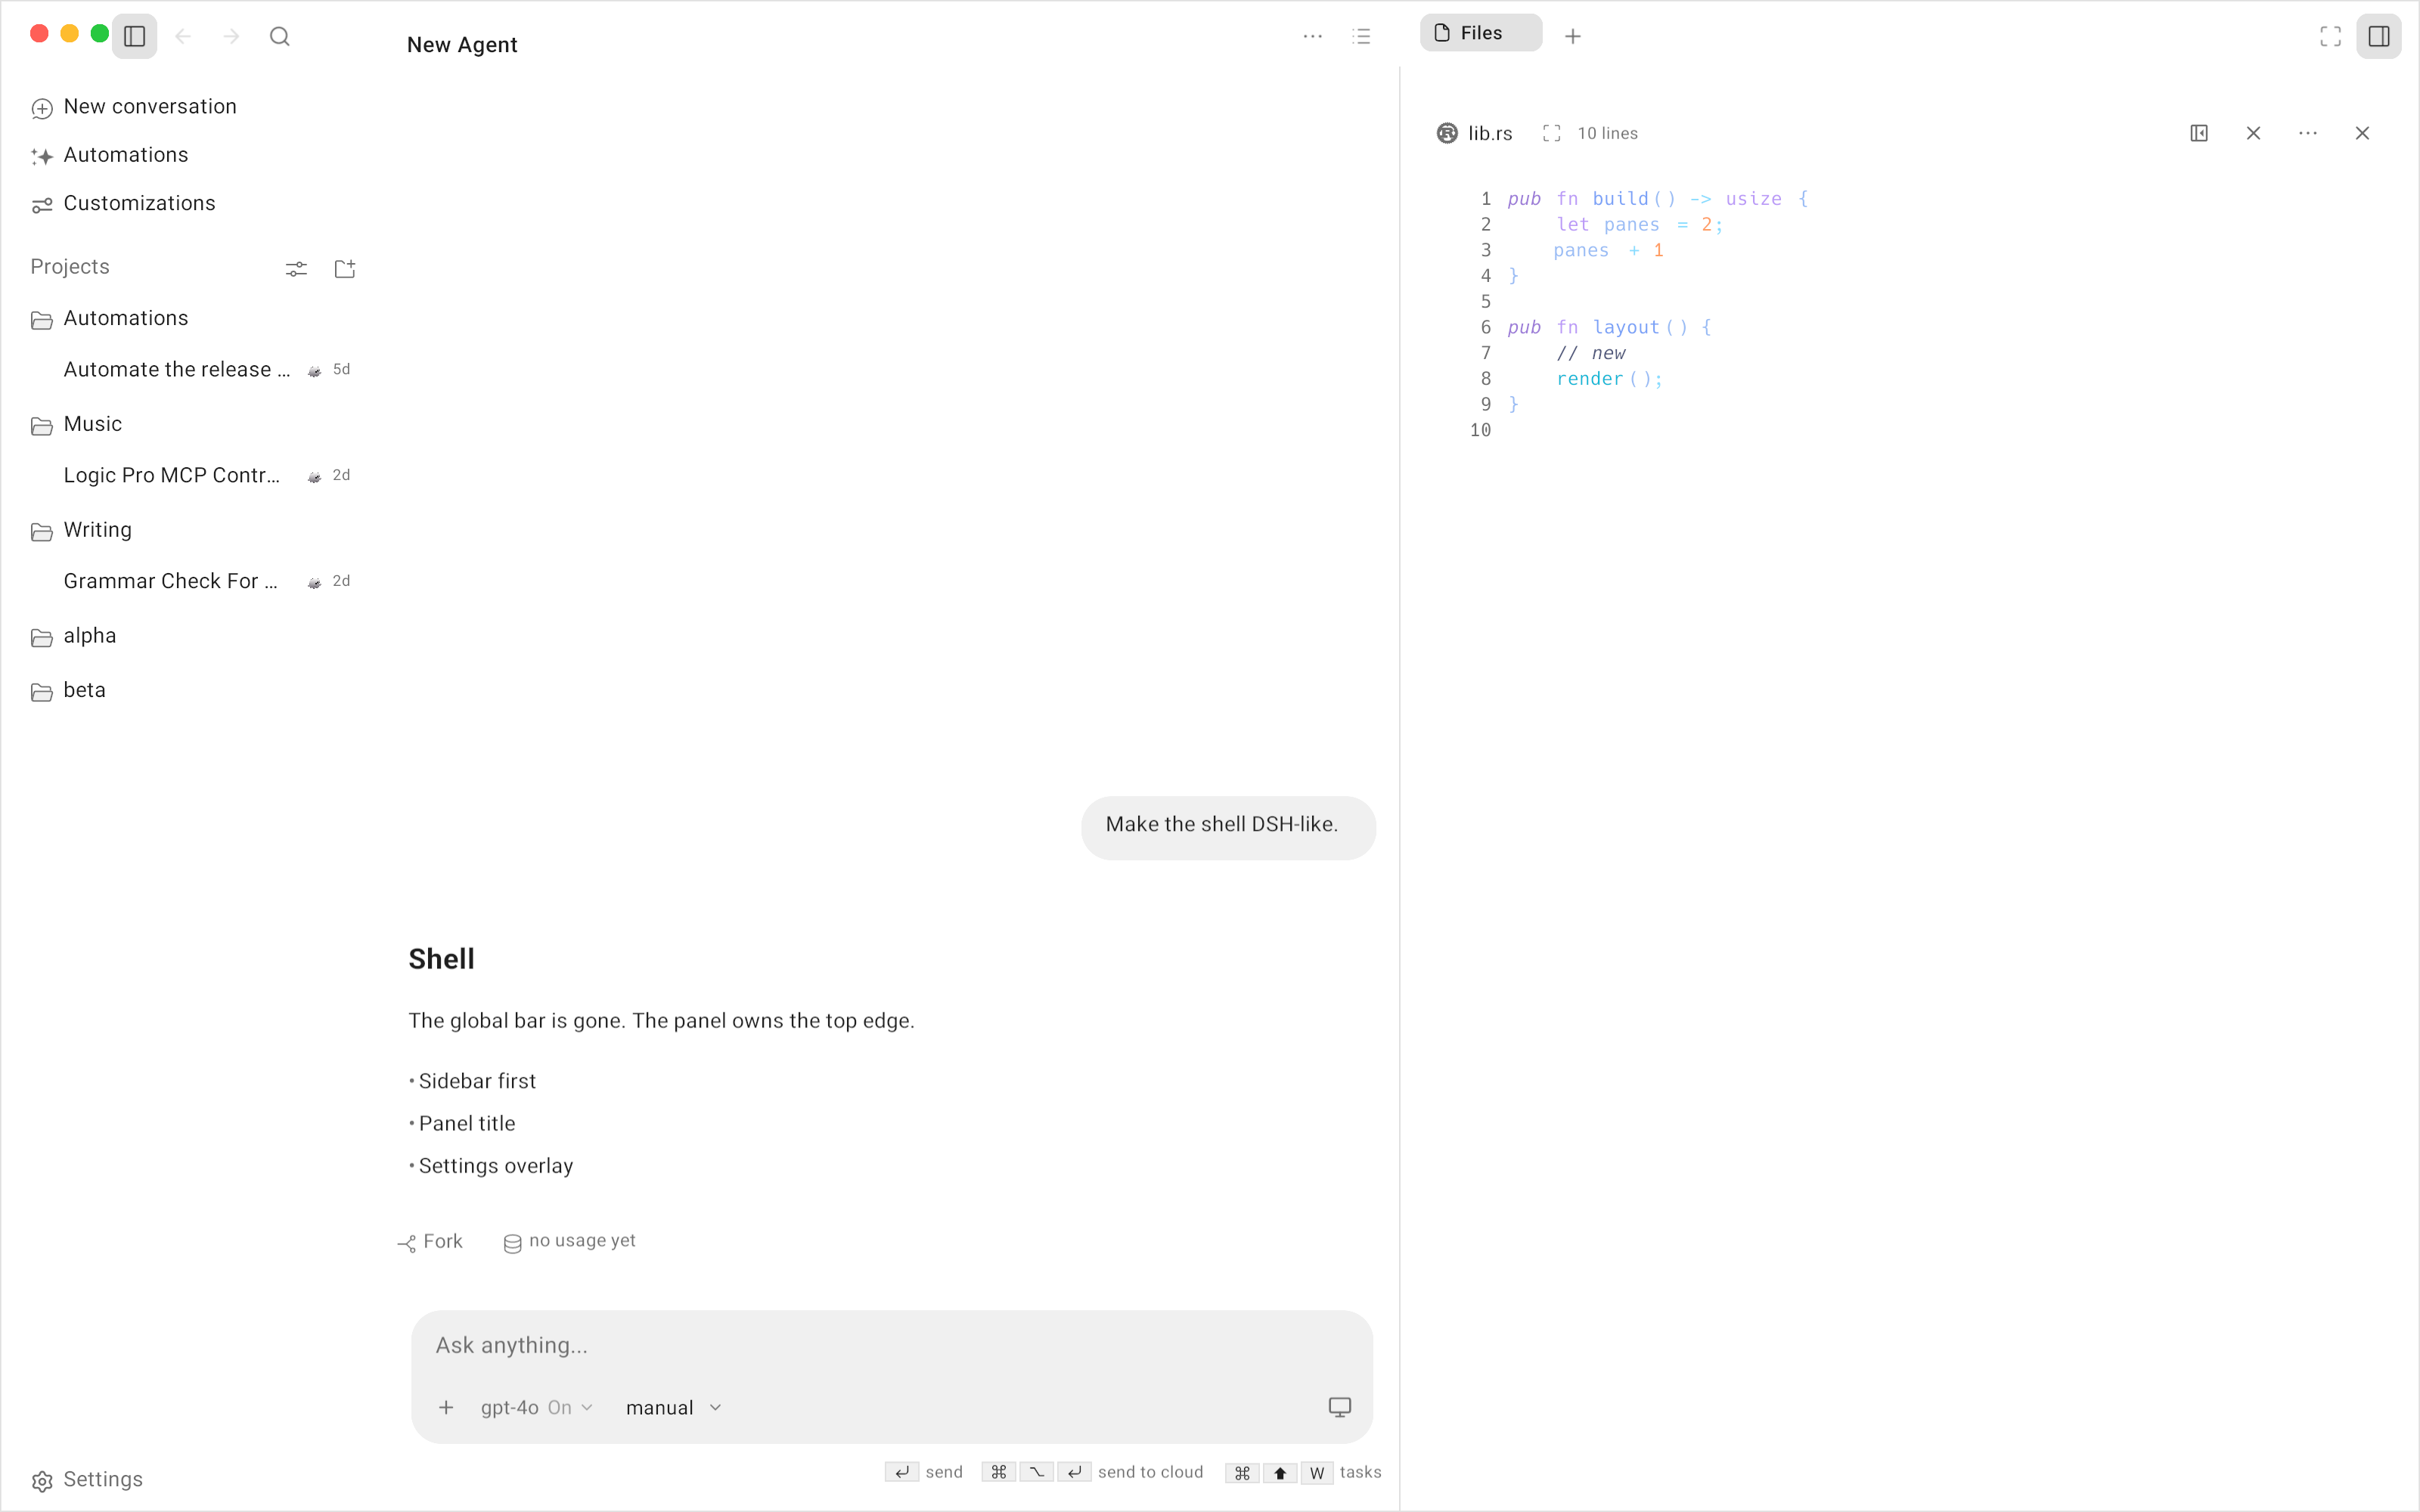 New Agent
Files
New conversation
Automations
Customizations
Projects
Automations
Automate the release ... 5d
Music
Logic Pro MCP Contr... 2d
Writing
Grammar Check For ... 2d
alpha
beta
Settings
Make the shell DSH-like.
Shell
The global bar is gone. The panel owns the top edge.
• Sidebar first
• Panel title
• Settings overlay
Fork no usage yet
Ask anything...
gpt-4o On manual
send ⌘ ⌥ send to cloud ⌘ W tasks
lib.rs 10 lines
1 pub fn build() -> usize {
2     let panes = 2;
3     panes + 1
4 }
5
6 pub fn layout() {
7     // new
8     render();
9 }
10